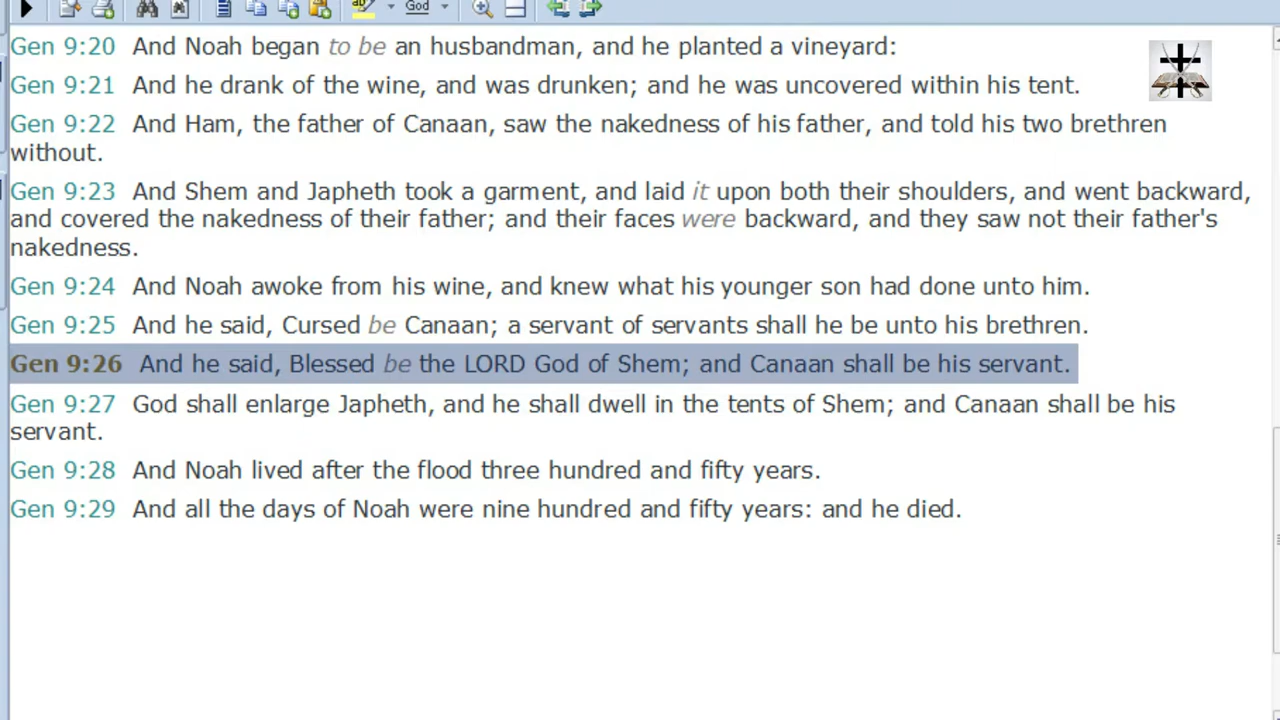 God
Gen 9:20 And Noah began to be an husbandman, and he planted a vineyard:
Gen 9:21 And he drank of the wine, and was drunken; and he was uncovered within his tent.
Gen 9:22 And Ham, the father of Canaan, saw the nakedness of his father, and told his two brethren
without.
Gen 9:23 And Shem and Japheth took a garment, and laid it upon both their shoulders, and went backward,
and covered the nakedness of their father; and their faces were backward, and they saw not their father's
nakedness.
Gen 9:24 And Noah awoke from his wine, and knew what his younger son had done unto him.
Gen 9:25 And he said, Cursed be Canaan; a servant of servants shall he be unto his brethren.
Gen 9:26 And he said, Blessed be the LORD God of Shem; and Canaan shall be his servant.
Gen 9:27 God shall enlarge Japheth, and he shall dwell in the tents of Shem; and Canaan shall be his
servant.
Gen 9:28 And Noah lived after the flood three hundred and fifty years.
Gen 9:29 And all the days of Noah were nine hundred and fifty years: and he died.